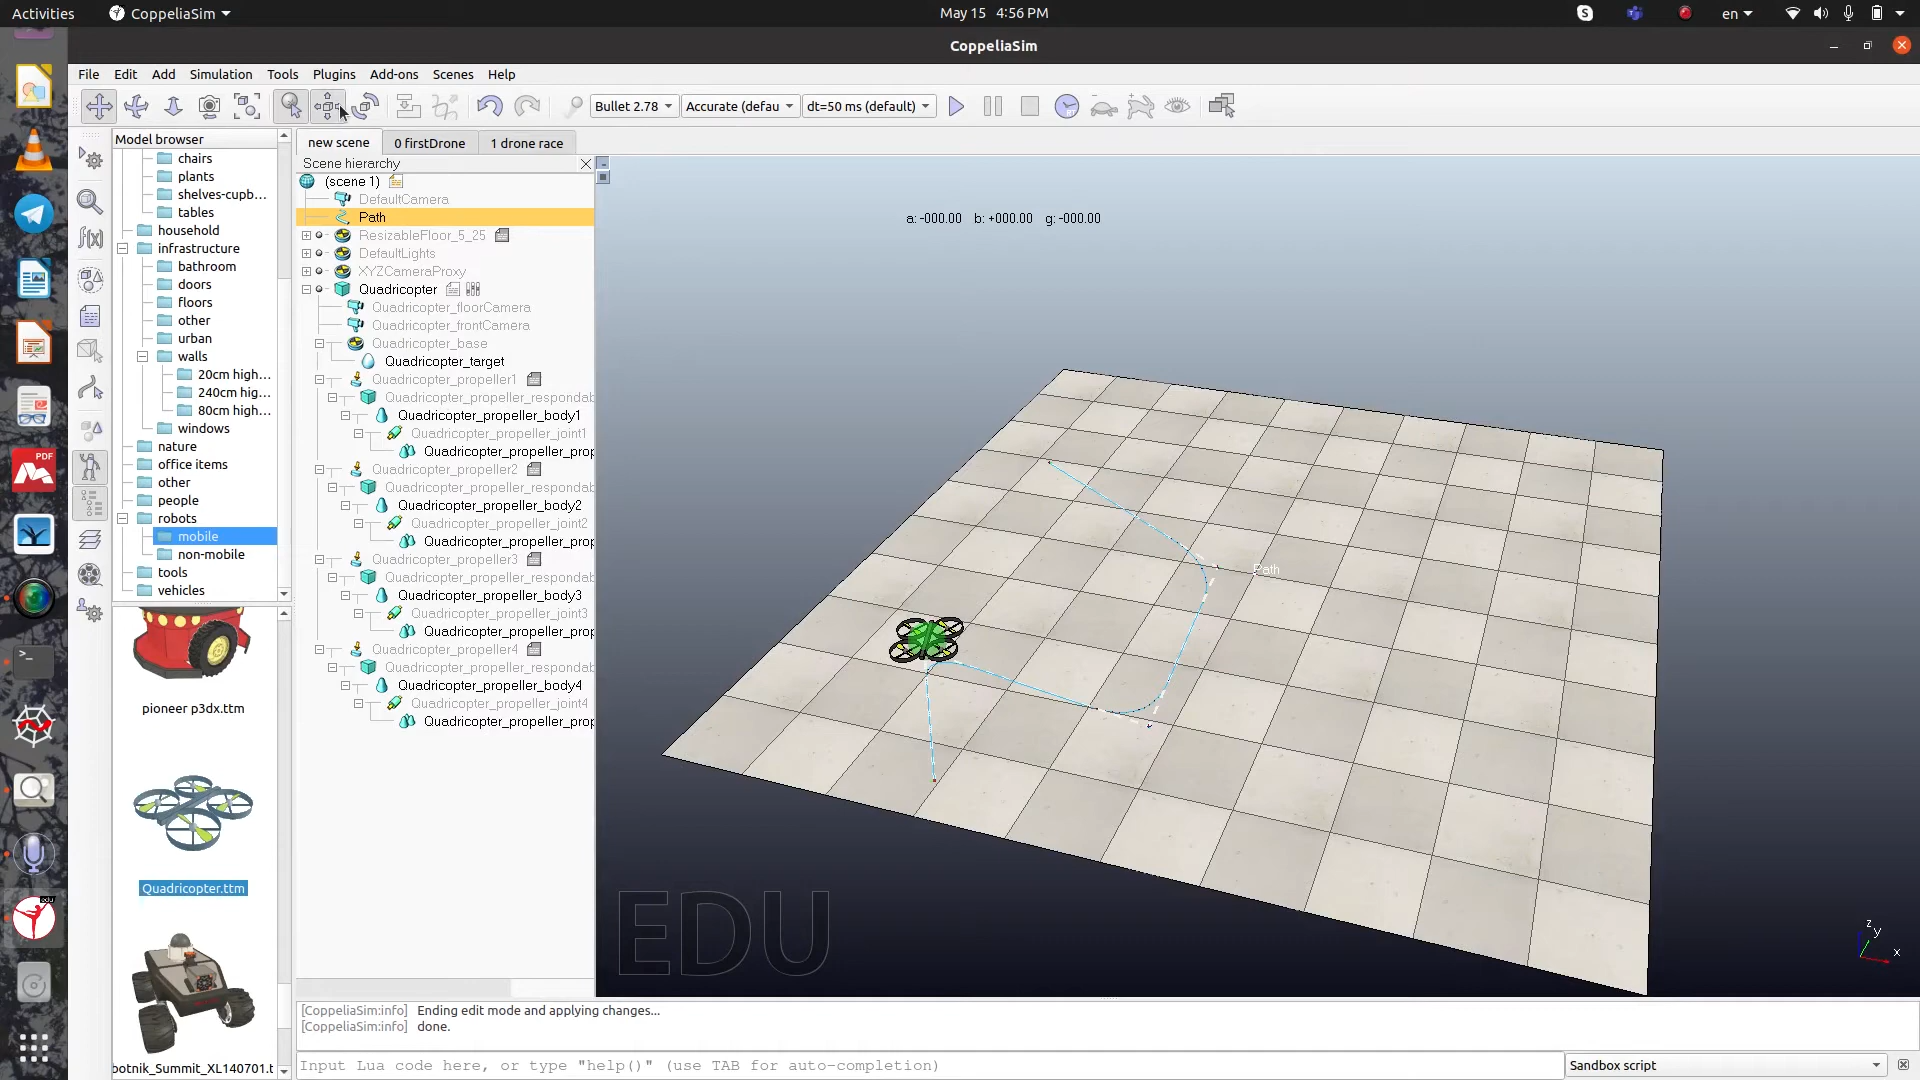 Activities
CoppeliaSim
May 15 4:56 PM
en
CoppeliaSim
File Edit Add Simulation Tools Plugins Add-ons Scenes Help
Bullet 2.78
Accurate (defau
dt=50 ms (default)
Model browser
chairs
plants
shelves-cupb...
tables
household
infrastructure
bathroom
doors
floors
other
urban
walls
20cm high...
240cm hig...
80cm high...
windows
nature
office items
other
people
robots
mobile
non-mobile
tools
vehicles
pioneer p3dx.ttm
Quadricopter.ttm
botnik_Summit_XL140701.t
new scene
0 firstDrone
1 drone race
Scene hierarchy
(scene 1)
DefaultCamera
Path
ResizableFloor_5_25
DefaultLights
XYZCameraProxy
Quadricopter
Quadricopter_floorCamera
Quadricopter_frontCamera
Quadricopter_base
Quadricopter_target
Quadricopter_propeller1
Quadricopter_propeller_respondab
Quadricopter_propeller_body1
Quadricopter_propeller_joint1
Quadricopter_propeller_prop
Quadricopter_propeller2
Quadricopter_propeller_respondab
Quadricopter_propeller_body2
Quadricopter_propeller_joint2
Quadricopter_propeller_prop
Quadricopter_propeller3
Quadricopter_propeller_respondab
Quadricopter_propeller_body3
Quadricopter_propeller_joint3
Quadricopter_propeller_prop
Quadricopter_propeller4
Quadricopter_propeller_respondab
Quadricopter_propeller_body4
Quadricopter_propeller_joint4
Quadricopter_propeller_prop
a: -000.00 b: +000.00 g: -000.00
Path
EDU
z
y
x
[CoppeliaSim:info] Ending edit mode and applying changes...
[CoppeliaSim:info] done.
Input Lua code here, or type "help()" (use TAB for auto-completion)
Sandbox script
PDF
edu
f(x)